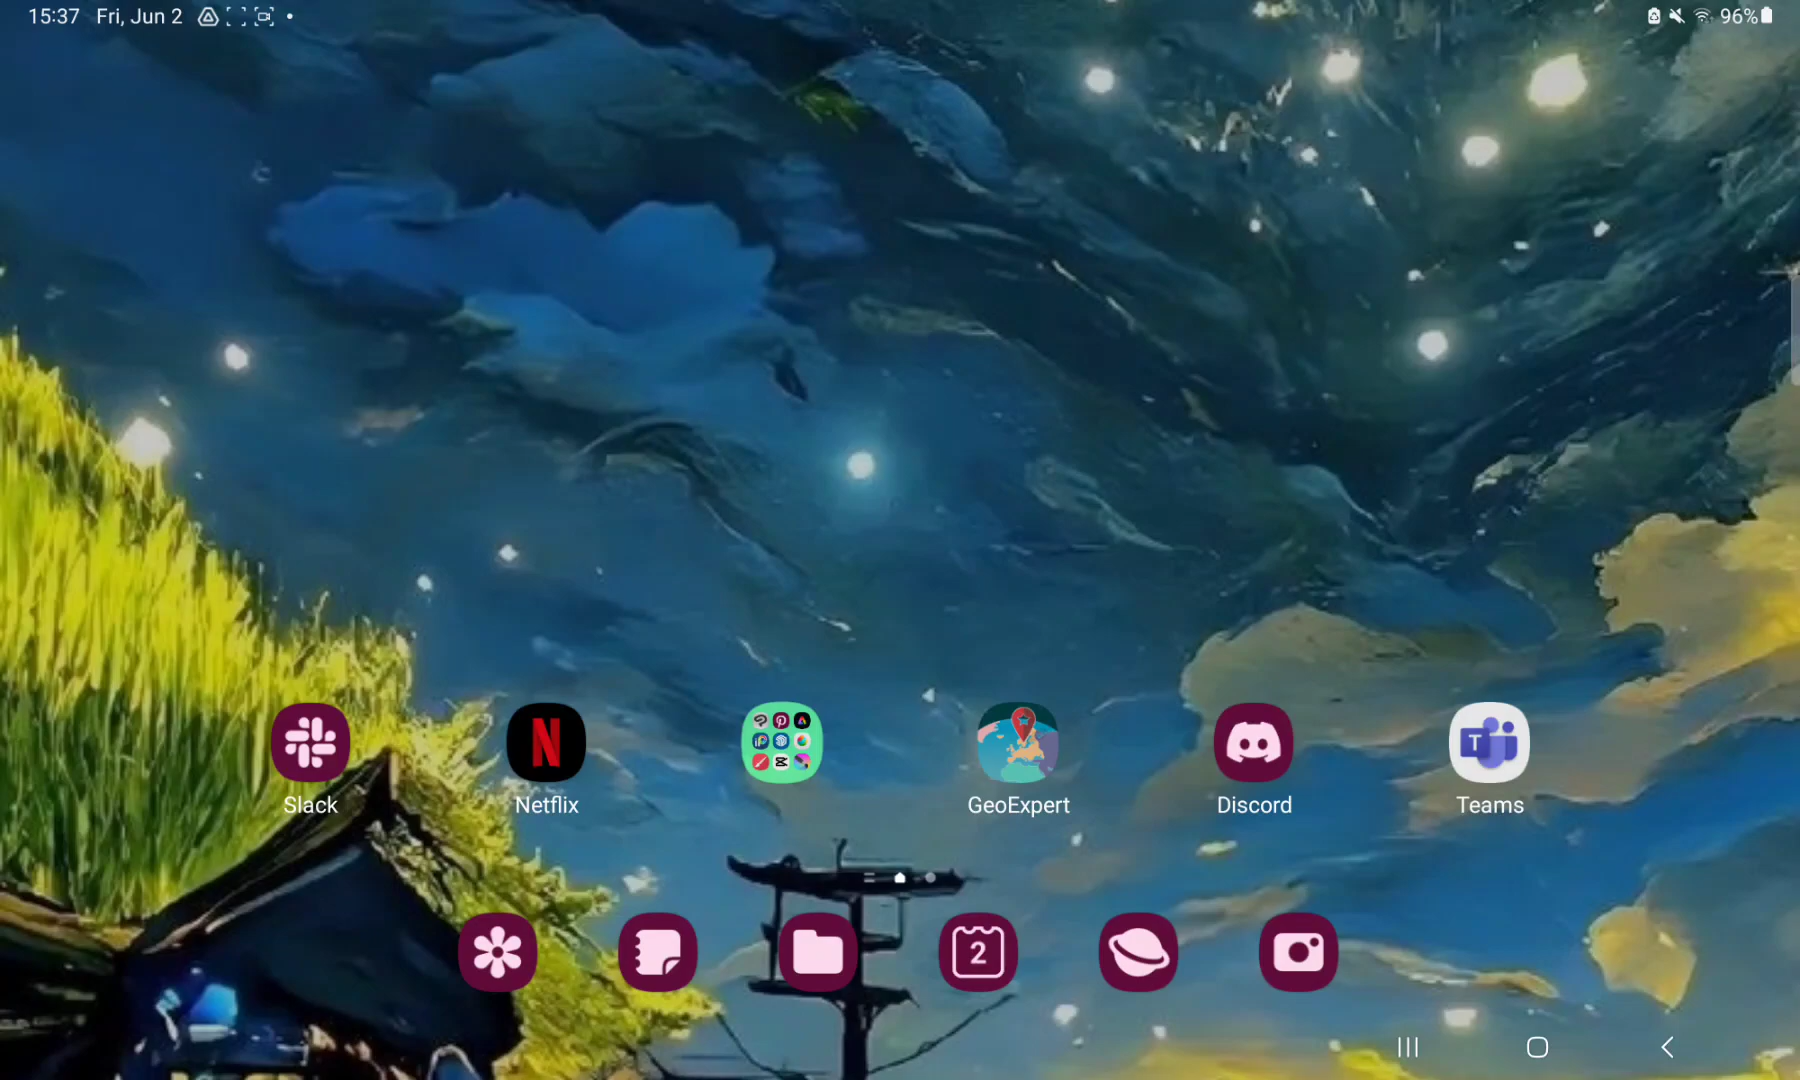 15:37 Fri, Jun 2
96%
N
T
Slack
Netflix
GeoExpert
Discord
Teams
2